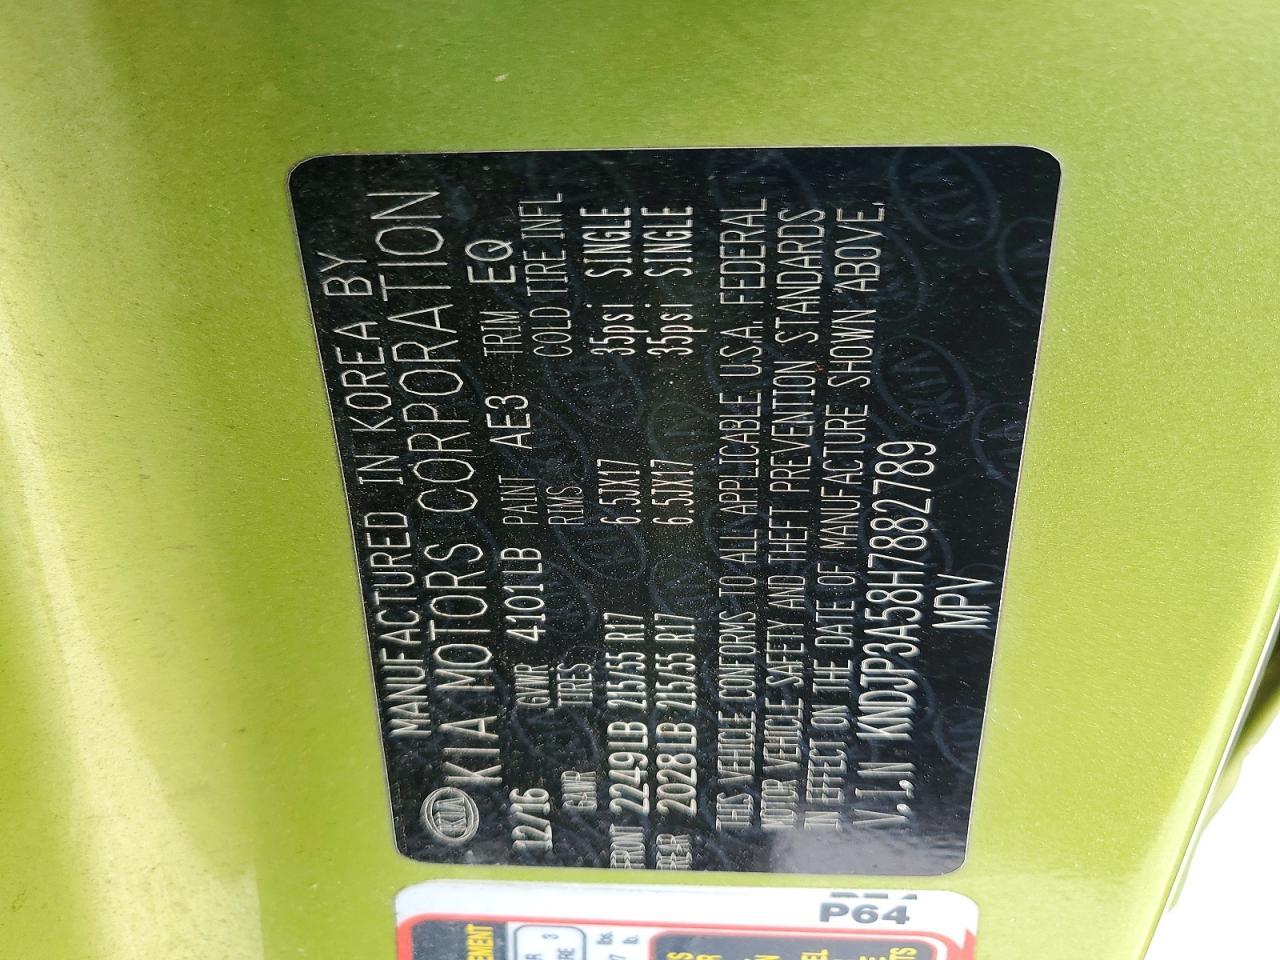 MANUFACTURED IN KOREA BY
KIA KIA MOTORS CORPORATION
12/16 GVWR 4101LB PAINT AE3 TRIM EQ
GAWR TIRES RIMS COLD TIRE INFL
FRONT 2249LB 215/55 R17 6.5JX17 35psi SINGLE
REAR 2028LB 215/55 R17 6.5JX17 35psi SINGLE
THIS VEHICLE CONFORMS TO ALL APPLICABLE U.S.A. FEDERAL
MOTOR VEHICLE SAFETY AND THEFT PREVENTION STANDARDS
IN EFFECT ON THE DATE OF MANUFACTURE SHOWN ABOVE.
V.I.N KNDJP3A58H7882789
MPV
P64